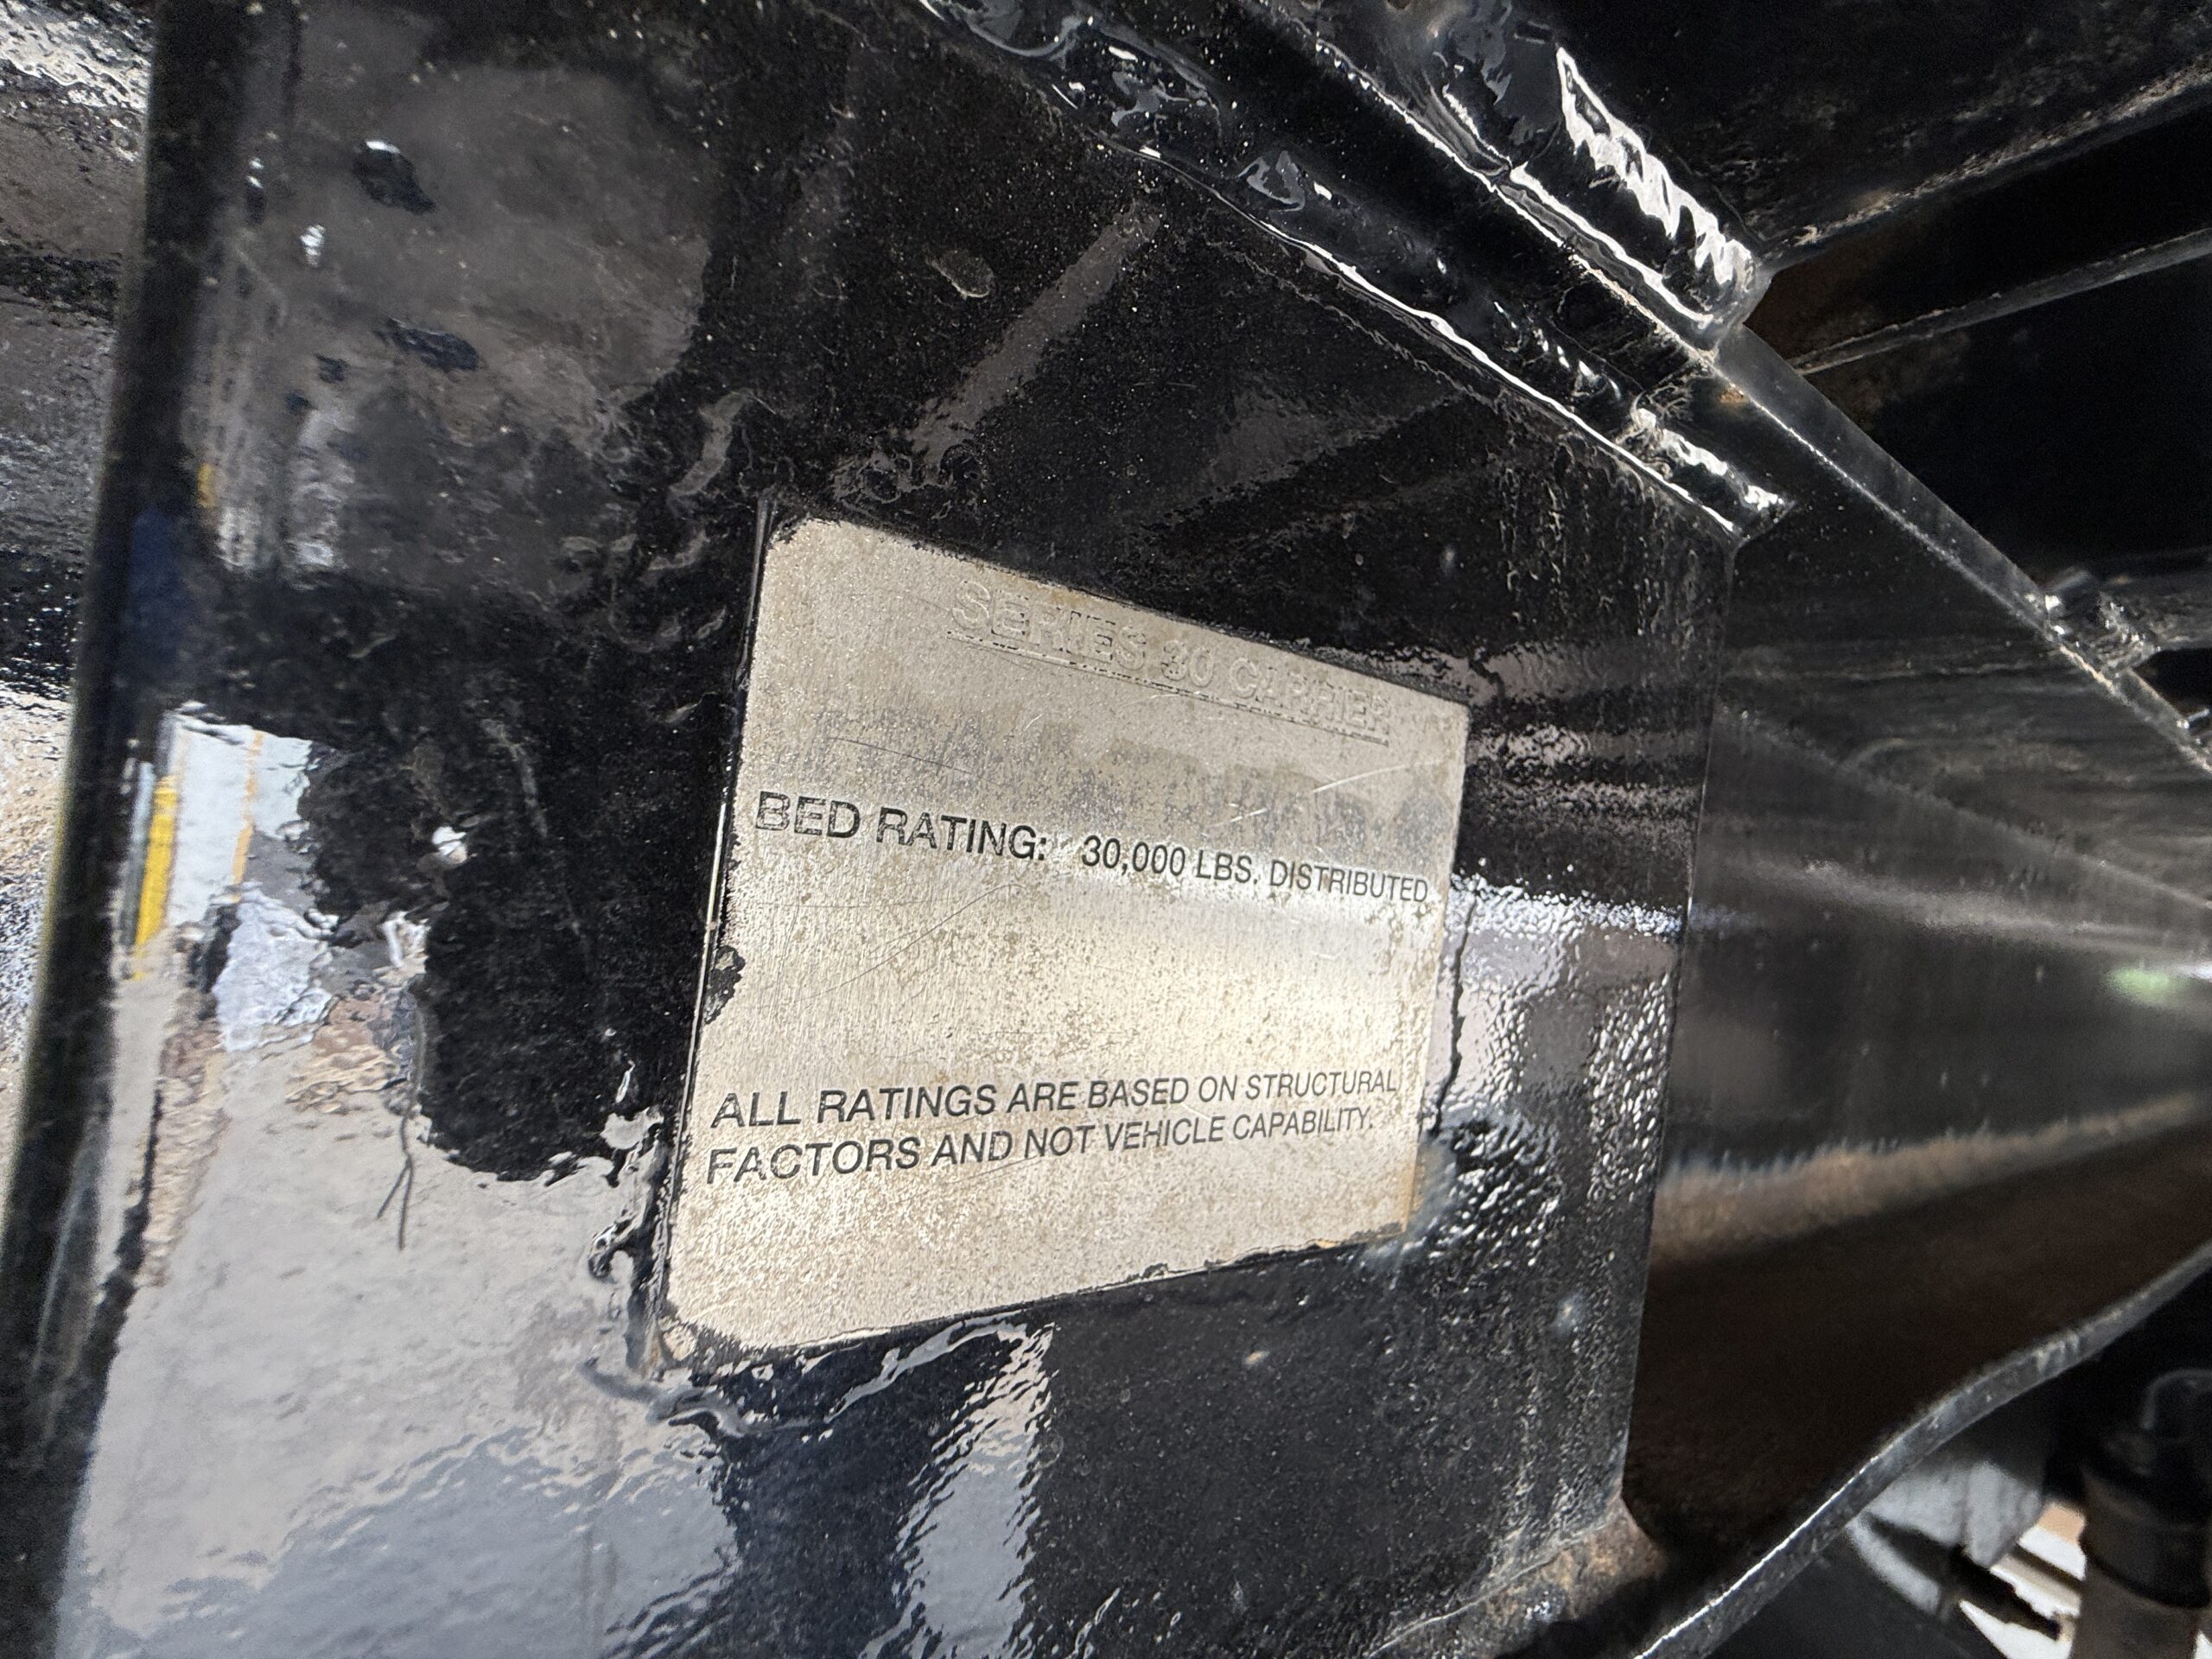 SERIES 30 CARRIER
BED RATING: 30,000 LBS. DISTRIBUTED
ALL RATINGS ARE BASED ON STRUCTURAL
FACTORS AND NOT VEHICLE CAPABILITY.